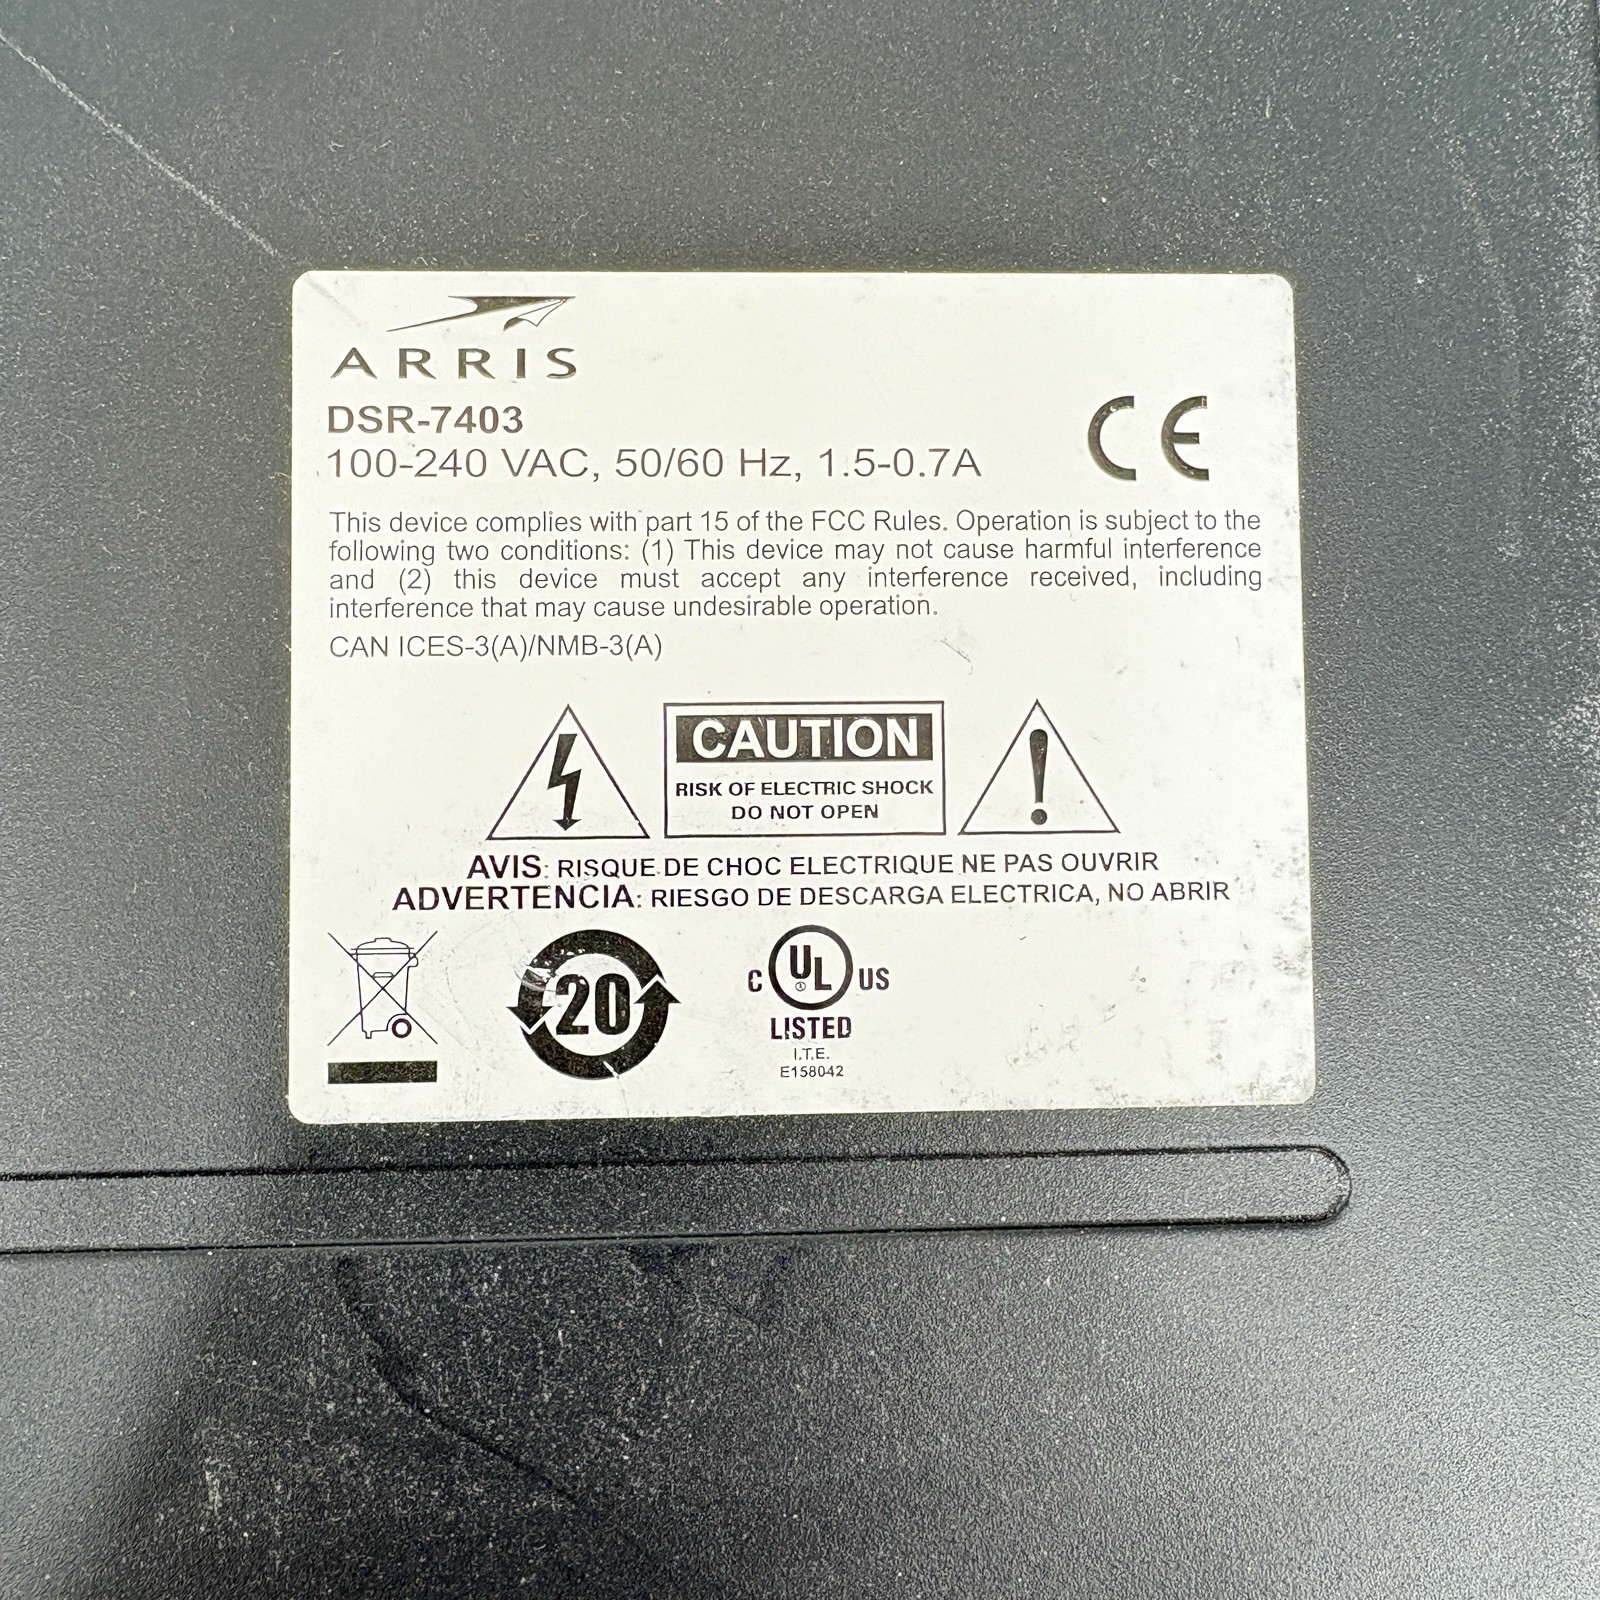 ARRIS
DSR-7403
100-240 VAC, 50/60 Hz, 1.5-0.7A
CE
This device complies with part 15 of the FCC Rules. Operation is subject to the
following two conditions: (1) This device may not cause harmful interference
and (2) this device must accept any interference received, including
interference that may cause undesirable operation.
CAN ICES-3(A)/NMB-3(A)
CAUTION
RISK OF ELECTRIC SHOCK
DO NOT OPEN
AVIS: RISQUE DE CHOC ELECTRIQUE NE PAS OUVRIR
ADVERTENCIA: RIESGO DE DESCARGA ELECTRICA, NO ABRIR
20
C UL ® US
LISTED
I.T.E.
E158042